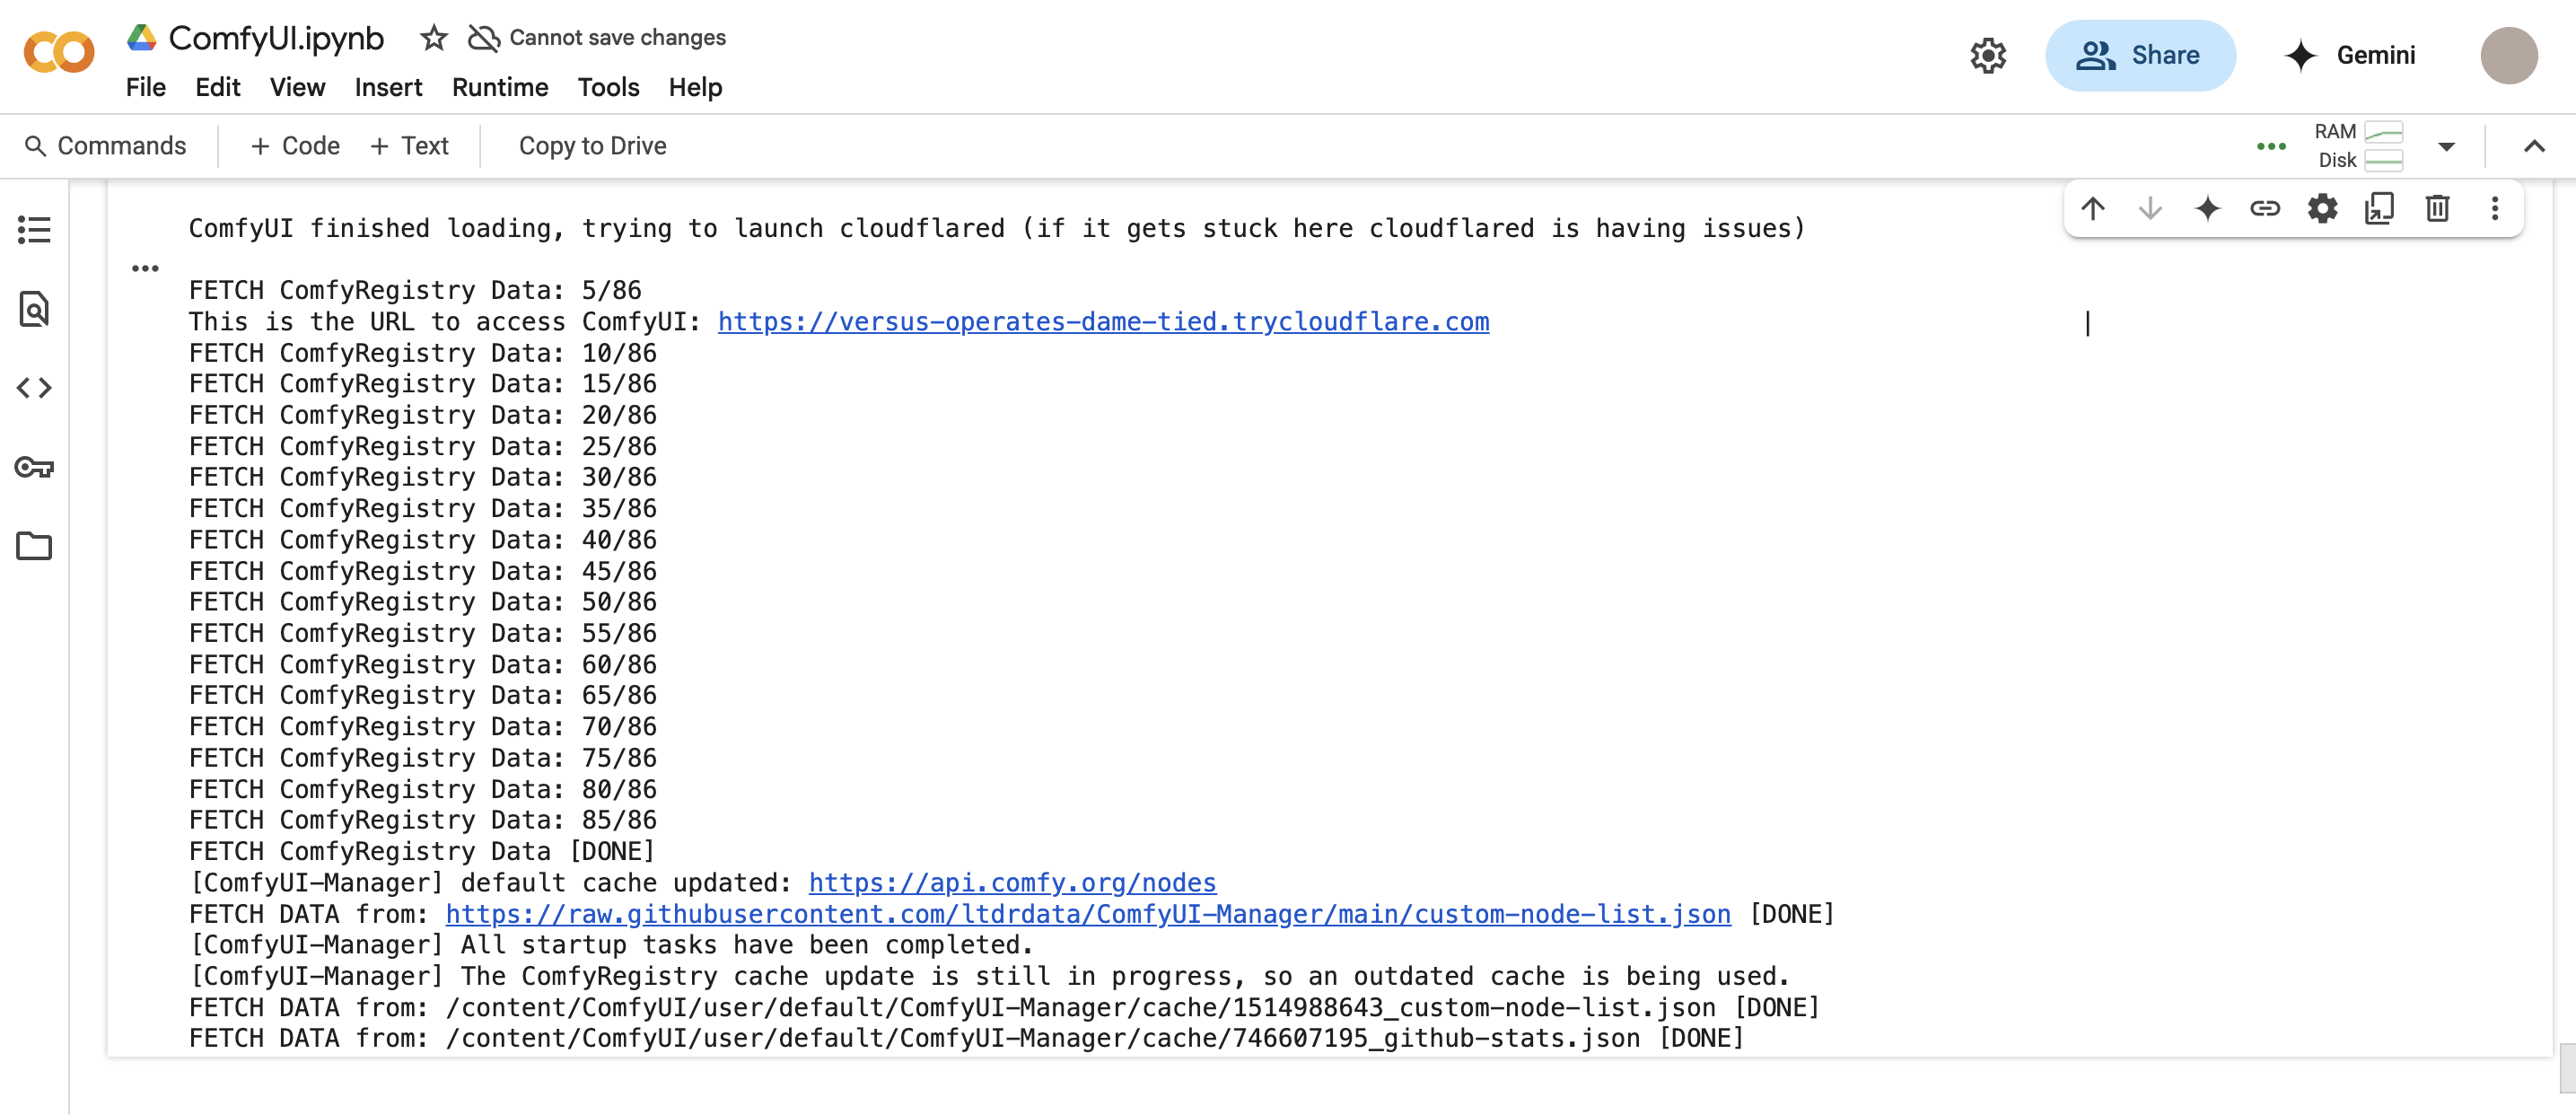 ComfyUI.ipynb
Cannot save changes
File Edit View Insert Runtime Tools Help
Share
Gemini
Commands + Code + Text Copy to Drive
RAM
Disk
ComfyUI finished loading, trying to launch cloudflared (if it gets stuck here cloudflared is having issues)
FETCH ComfyRegistry Data: 5/86
This is the URL to access ComfyUI: https://versus-operates-dame-tied.trycloudflare.com
FETCH ComfyRegistry Data: 10/86
FETCH ComfyRegistry Data: 15/86
FETCH ComfyRegistry Data: 20/86
FETCH ComfyRegistry Data: 25/86
FETCH ComfyRegistry Data: 30/86
FETCH ComfyRegistry Data: 35/86
FETCH ComfyRegistry Data: 40/86
FETCH ComfyRegistry Data: 45/86
FETCH ComfyRegistry Data: 50/86
FETCH ComfyRegistry Data: 55/86
FETCH ComfyRegistry Data: 60/86
FETCH ComfyRegistry Data: 65/86
FETCH ComfyRegistry Data: 70/86
FETCH ComfyRegistry Data: 75/86
FETCH ComfyRegistry Data: 80/86
FETCH ComfyRegistry Data: 85/86
FETCH ComfyRegistry Data [DONE]
[ComfyUI-Manager] default cache updated: https://api.comfy.org/nodes
FETCH DATA from: https://raw.githubusercontent.com/ltdrdata/ComfyUI-Manager/main/custom-node-list.json [DONE]
[ComfyUI-Manager] All startup tasks have been completed.
[ComfyUI-Manager] The ComfyRegistry cache update is still in progress, so an outdated cache is being used.
FETCH DATA from: /content/ComfyUI/user/default/ComfyUI-Manager/cache/1514988643_custom-node-list.json [DONE]
FETCH DATA from: /content/ComfyUI/user/default/ComfyUI-Manager/cache/746607195_github-stats.json [DONE]